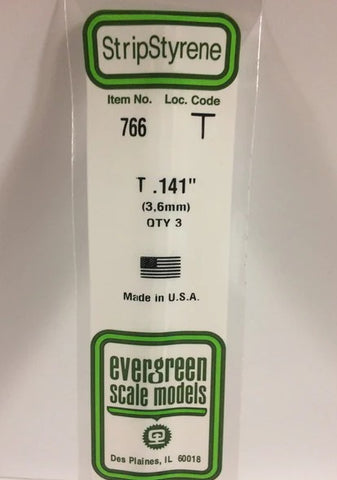 StripStyrene
Item No. Loc. Code
766 T
T .141"
(3,6mm)
QTY 3
Made in U.S.A.
evergreen
scale models
Des Plaines, IL 60018